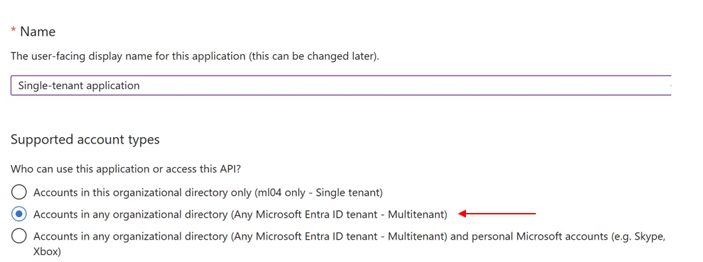 * Name
The user-facing display name for this application (this can be changed later).
Single-tenant application
Supported account types
Who can use this application or access this API?
Accounts in this organizational directory only (ml04 only - Single tenant)
Accounts in any organizational directory (Any Microsoft Entra ID tenant - Multitenant)
Accounts in any organizational directory (Any Microsoft Entra ID tenant - Multitenant) and personal Microsoft accounts (e.g. Skype,
Xbox)